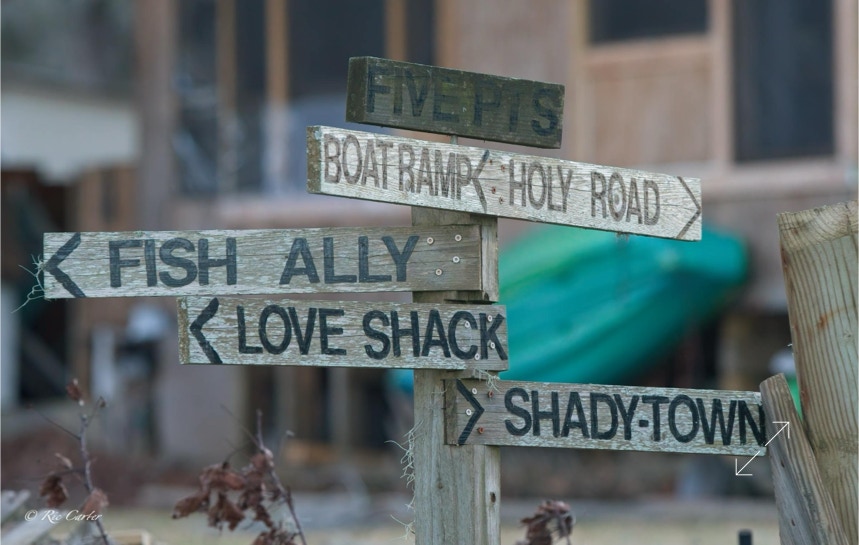 FIVE PTS
BOAT RAMP < HOLY ROAD >
< FISH ALLY
< LOVE SHACK
> SHADY-TOWN
© Ric Carter